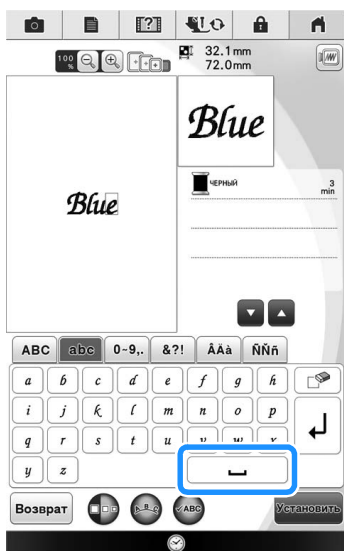 32.1mm
100 %
72.0mm
Blue
Blue
ЧЕРНЫЙ 3 min
ABC abc 0~9,. &?! ÂÄà ÑÑñ
a b c d e f g h
i j k l m n o p
q r s t u v w x
y z
Возврат ABC Установить